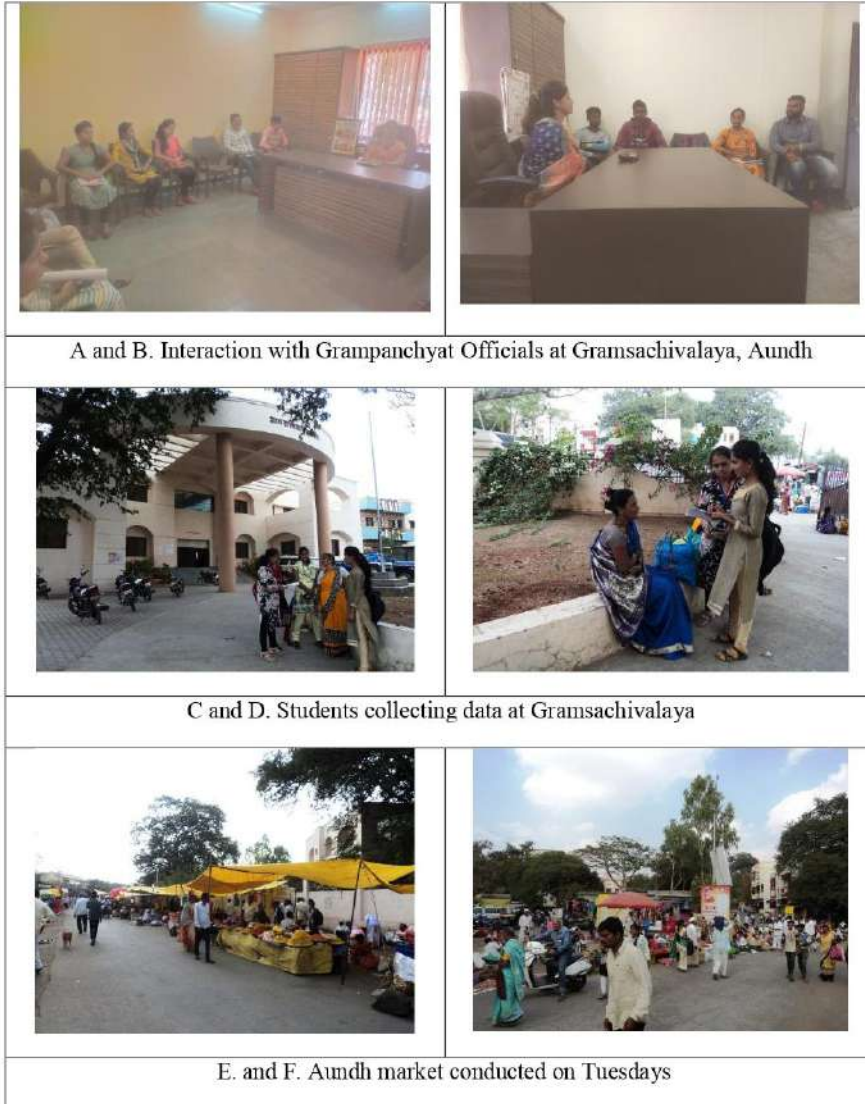 A and B. Interaction with Grampanchyat Officials at Gramsachivalaya, Aundh
C and D. Students collecting data at Gramsachivalaya
E. and F. Aundh market conducted on Tuesdays